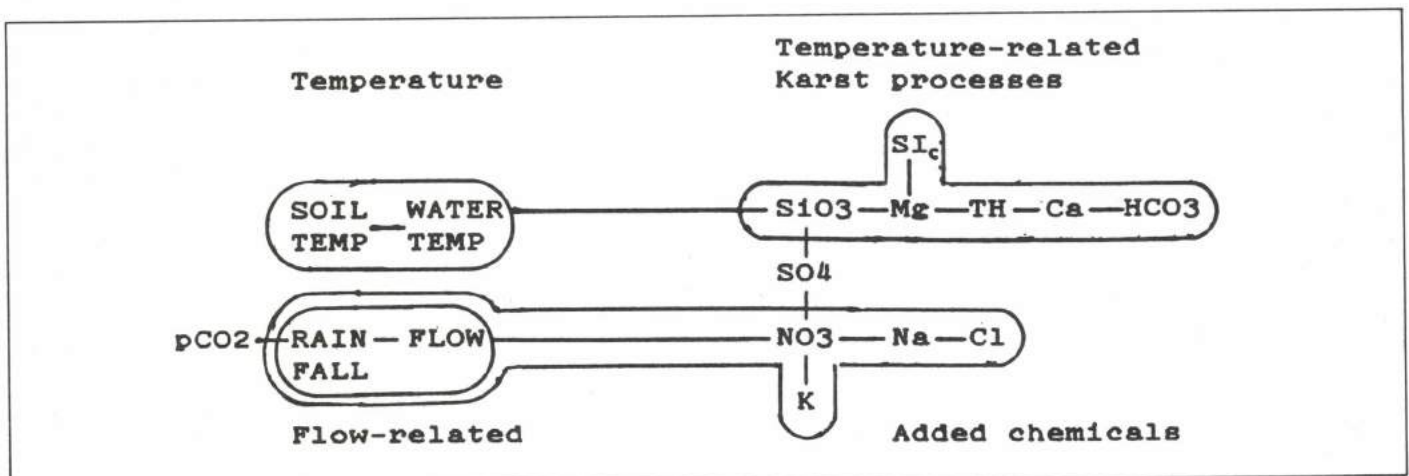 Temperature
Temperature-related
Karst processes
SIc
SOIL WATER
TEMP TEMP
SiO3 Mg TH Ca HCO3
SO4
pCO2 RAIN FLOW
FALL
NO3 Na Cl
K
Flow-related
Added chemicals